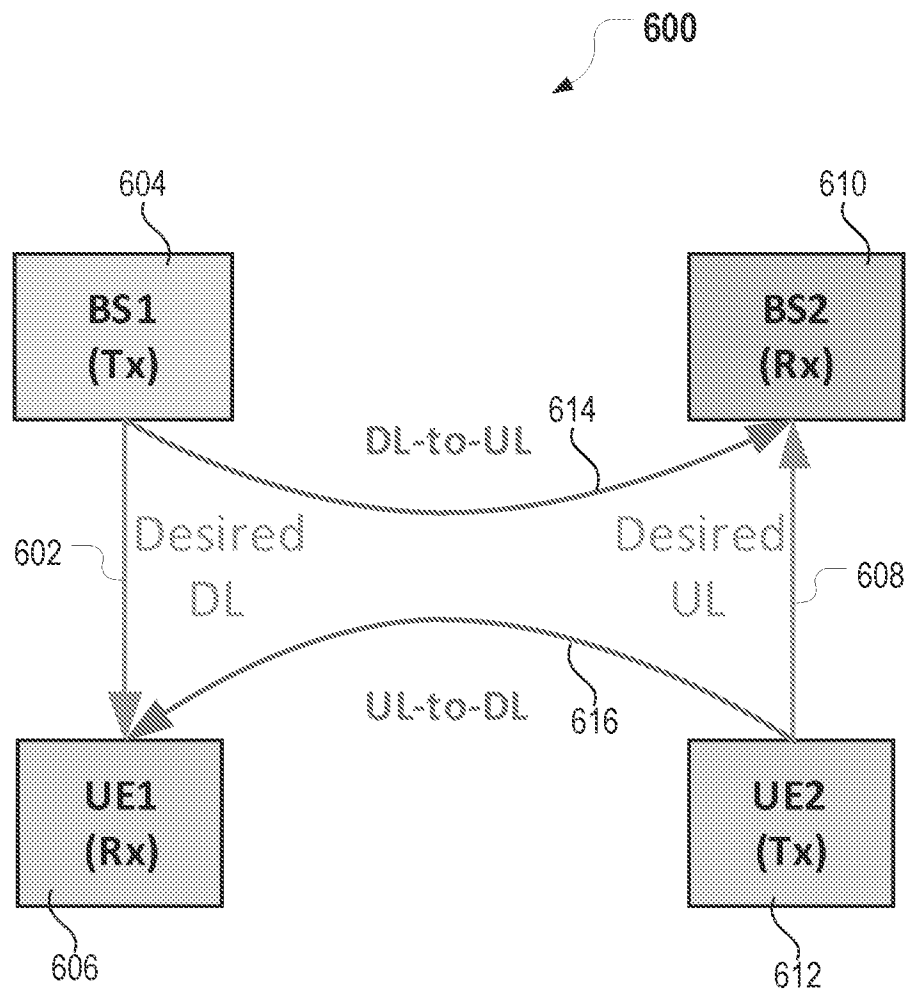 600
604
610
BS1
(Tx)
BS2
(Rx)
614
DL-to-UL
Desired
DL
Desired
UL
602
608
UL-to-DL
616
UE1
(Rx)
UE2
(Tx)
606
612